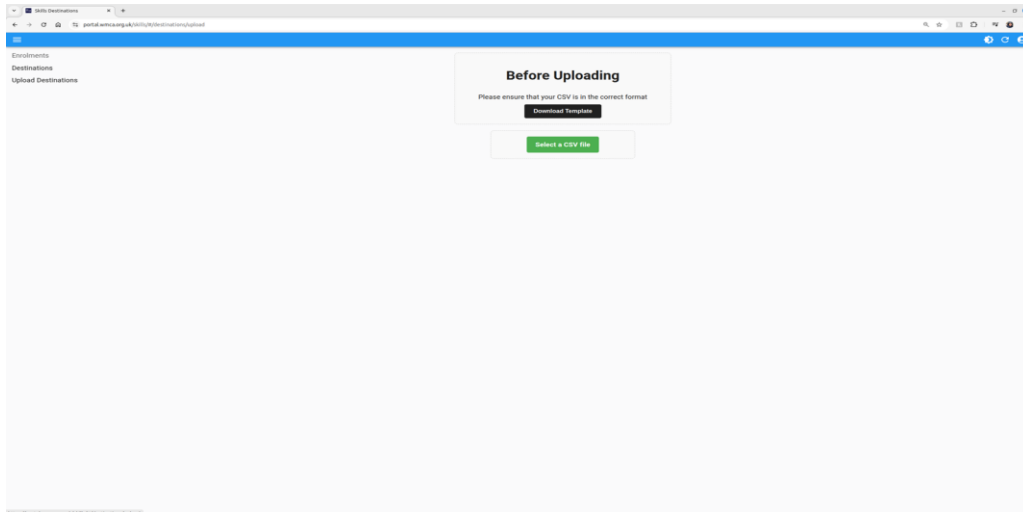 Skills Destinations
portal.wmca.org.uk/skills/#/destinations/upload
Enrolments
Destinations
Upload Destinations
Before Uploading
Please ensure that your CSV is in the correct format
Download Template
Select a CSV file